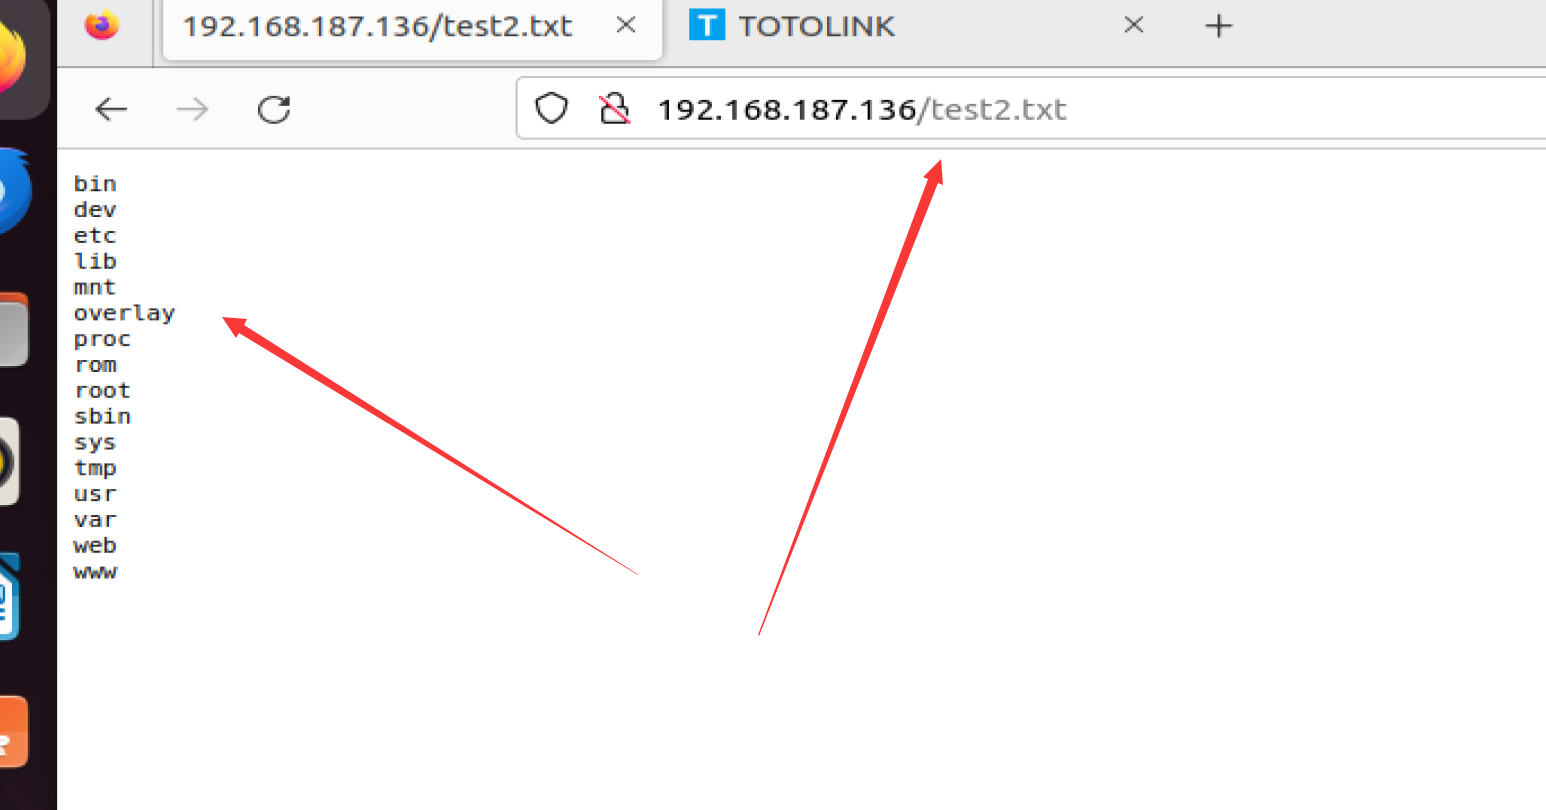 192.168.187.136/test2.txt
T TOTOLINK
192.168.187.136/test2.txt
bin
dev
etc
lib
mnt
overlay
proc
rom
root
sbin
sys
tmp
usr
var
web
www